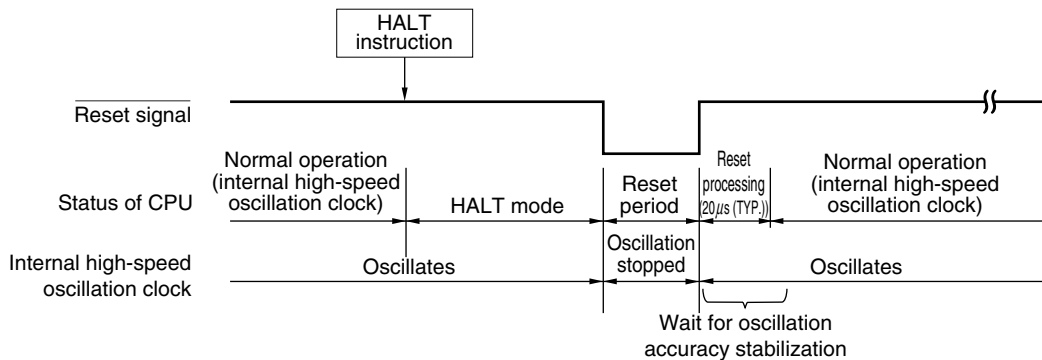 HALT
instruction
Reset signal
Status of CPU
Normal operation
(internal high-speed
oscillation clock)
HALT mode
Reset
period
Reset
processing
(20 μs (TYP.))
Normal operation
(internal high-speed
oscillation clock)
Internal high-speed
oscillation clock
Oscillates
Oscillation
stopped
Oscillates
Wait for oscillation
accuracy stabilization